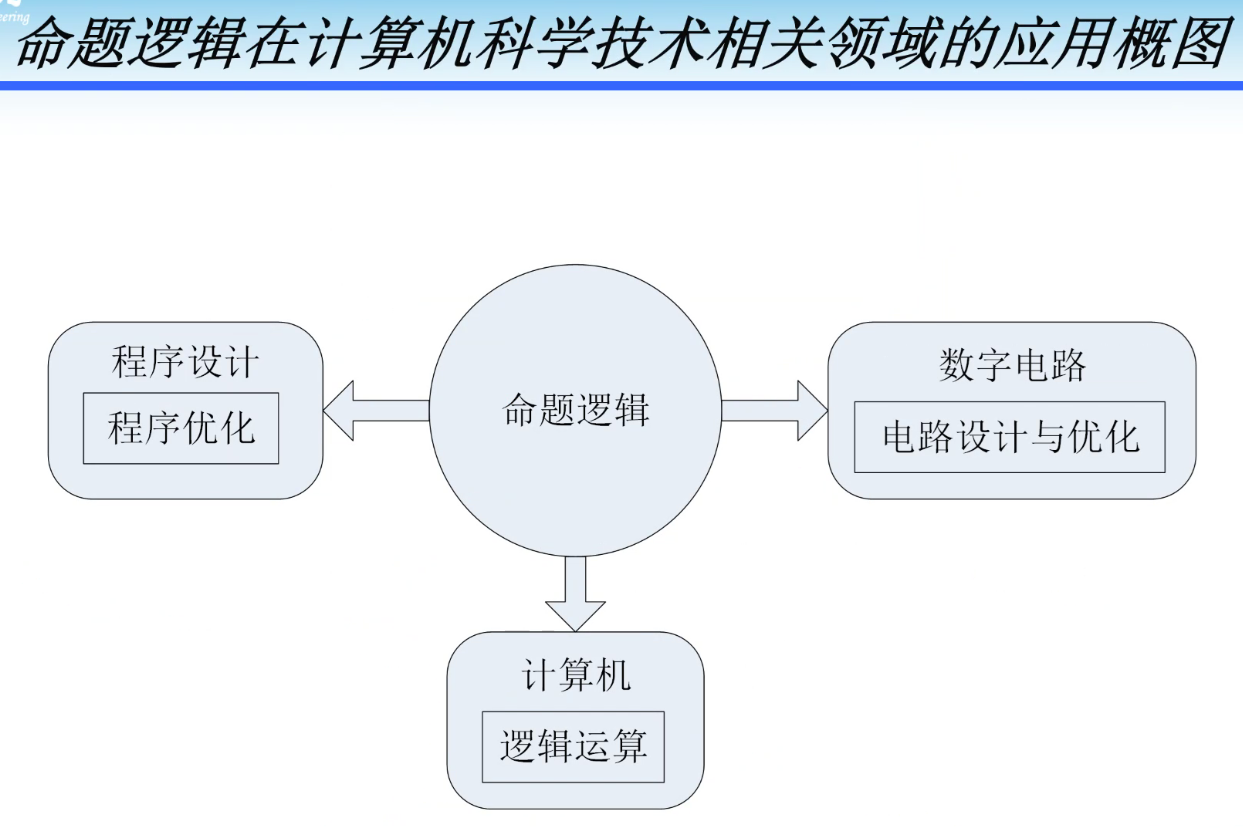 命题逻辑在计算机科学技术相关领域的应用概图
程序设计
程序优化
命题逻辑
数字电路
电路设计与优化
计算机
逻辑运算